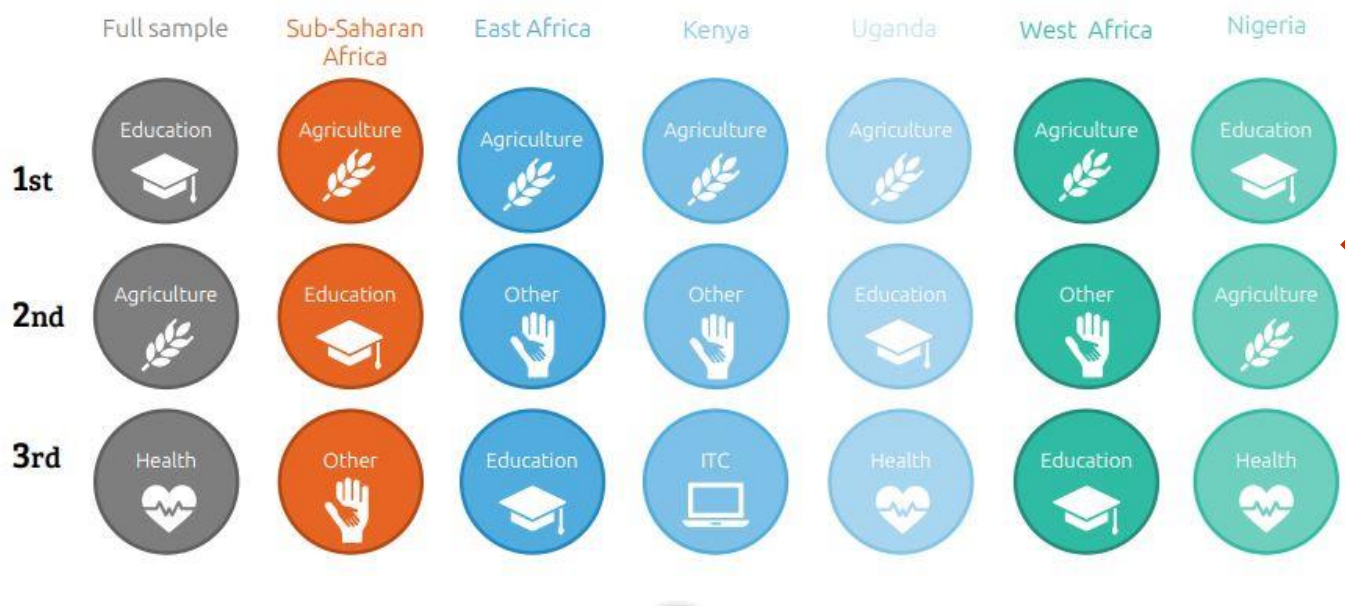 Full sample
Sub-Saharan
Africa
East Africa
Kenya
Uganda
West Africa
Nigeria
1st
Education
Agriculture
Agriculture
Agriculture
Agriculture
Agriculture
Education
2nd
Agriculture
Education
Other
Other
Education
Other
Agriculture
3rd
Health
Other
Education
ITC
Health
Education
Health